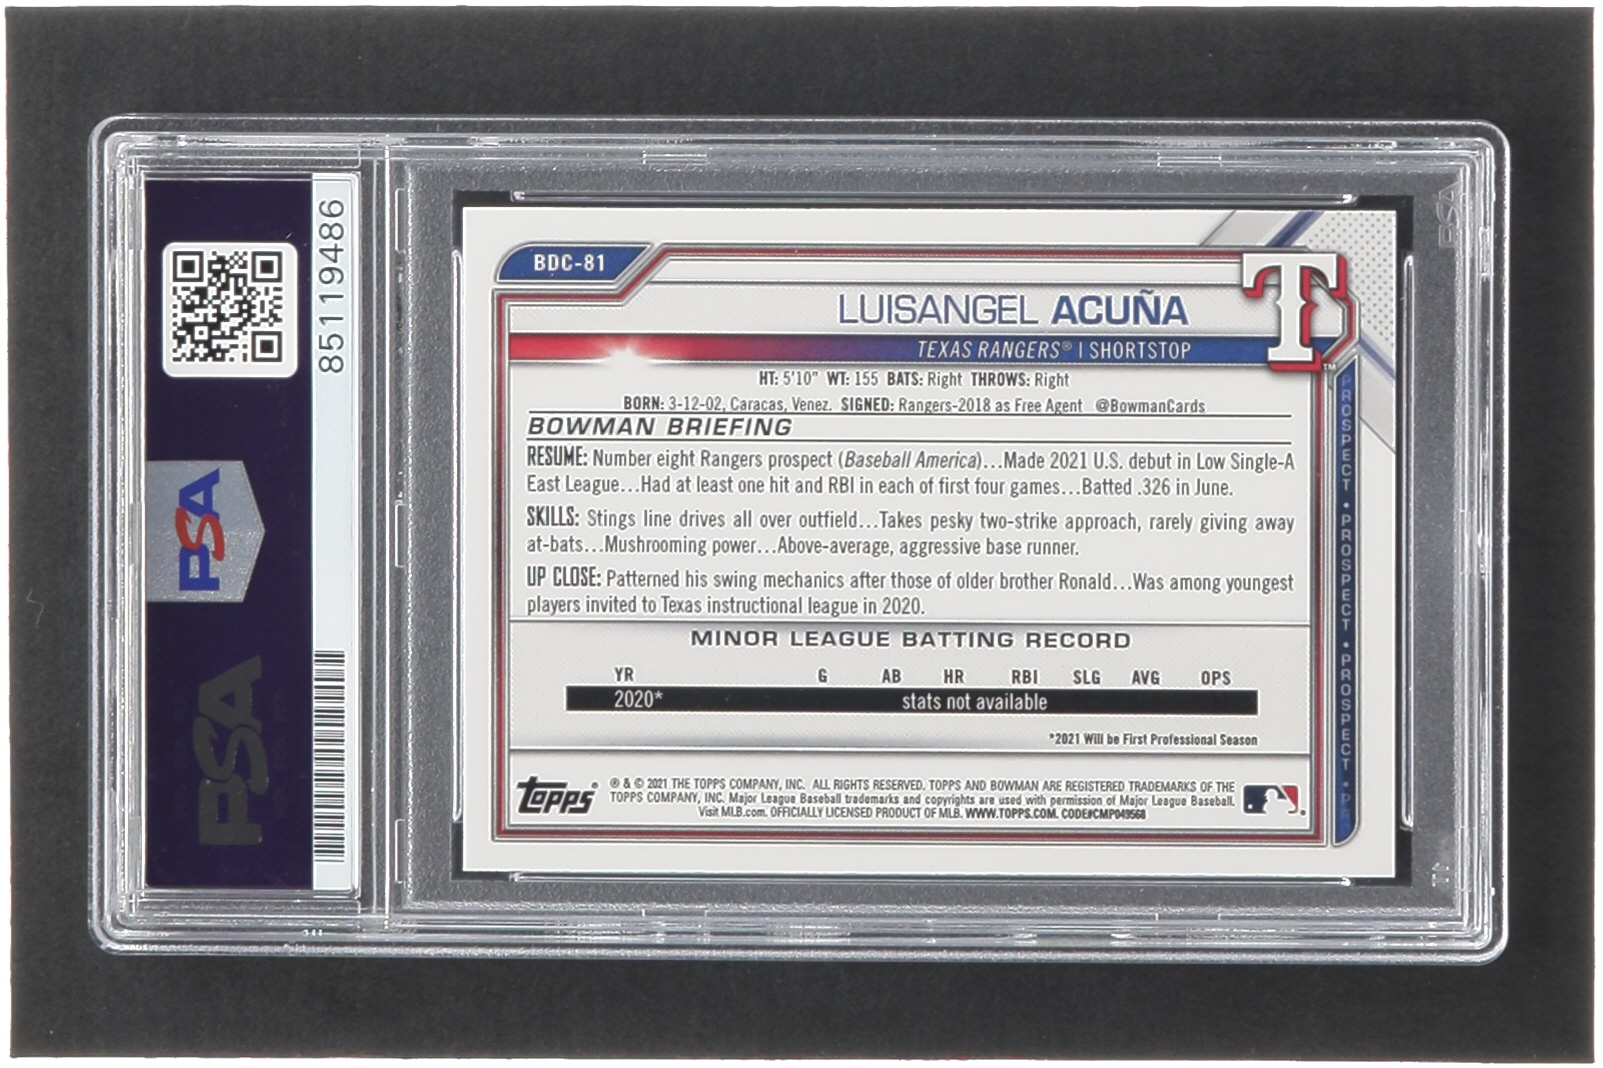 85119486
PSA
PSA
PSA
BDC-81
LUISANGEL ACUÑA
TEXAS RANGERS® | SHORTSTOP
T
TM
HT: 5'10" WT: 155 BATS: Right THROWS: Right
BORN: 3-12-02, Caracas, Venez. SIGNED: Rangers-2018 as Free Agent @BowmanCards
BOWMAN BRIEFING
RESUME: Number eight Rangers prospect (Baseball America)...Made 2021 U.S. debut in Low Single-A
East League...Had at least one hit and RBI in each of first four games...Batted .326 in June.
SKILLS: Stings line drives all over outfield...Takes pesky two-strike approach, rarely giving away
at-bats...Mushrooming power...Above-average, aggressive base runner.
UP CLOSE: Patterned his swing mechanics after those of older brother Ronald...Was among youngest
players invited to Texas instructional league in 2020.
MINOR LEAGUE BATTING RECORD
YR G AB HR RBI SLG AVG OPS
2020* stats not available
*2021 Will be First Professional Season
Topps® ® & © 2021 THE TOPPS COMPANY, INC. ALL RIGHTS RESERVED. TOPPS AND BOWMAN ARE REGISTERED TRADEMARKS OF THE
TOPPS COMPANY, INC. Major League Baseball trademarks and copyrights are used with permission of Major League Baseball.
Visit MLB.com. OFFICIALLY LICENSED PRODUCT OF MLB. WWW.TOPPS.COM. CODE#CMP049568
PROSPECT • PROSPECT • PROSPECT • PR